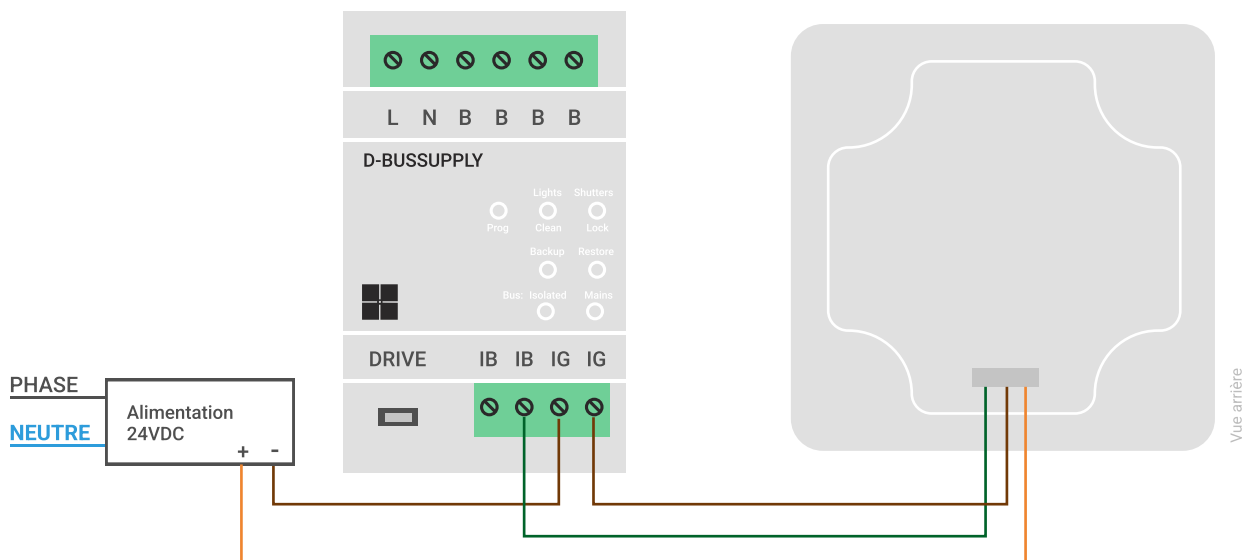 L N B B B B
D-BUSSUPPLY
Lights Shutters
Prog Clean Lock
Backup Restore
Bus: Isolated Mains
DRIVE IB IB IG IG
PHASE
NEUTRE
Alimentation
24VDC
+ -
Vue arrière